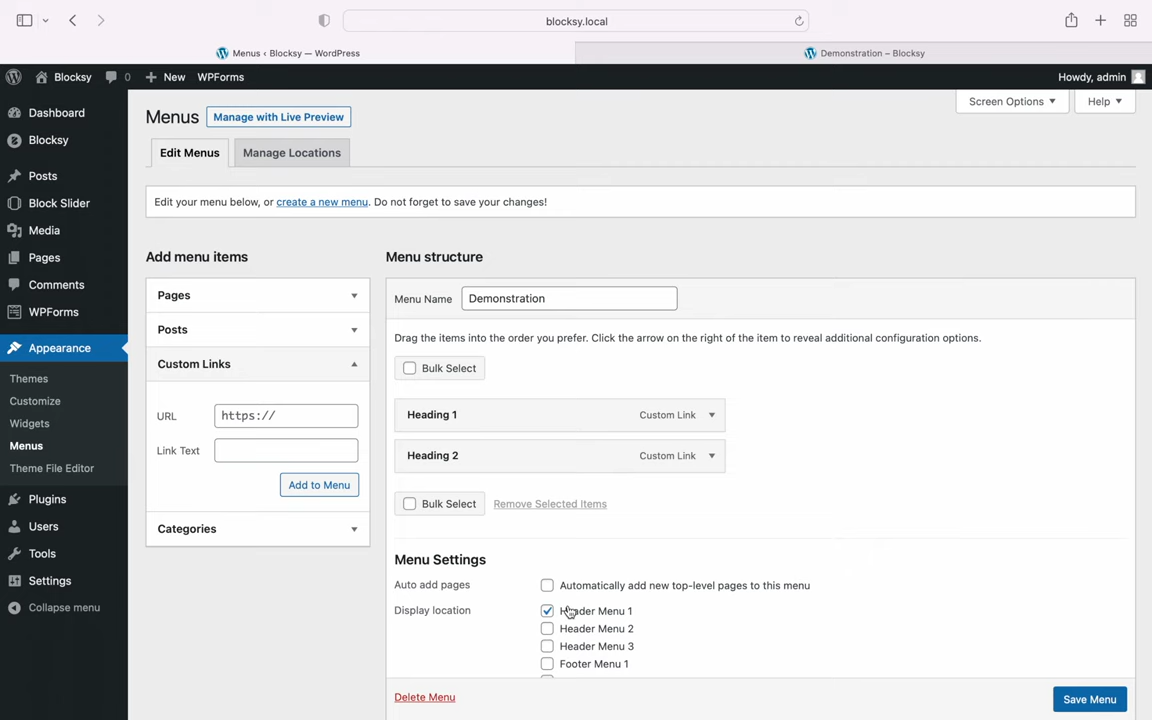 blocksy.local
Menus < Blocksy — WordPress
Demonstration – Blocksy
Blocksy 0 New WPForms Howdy, admin
Screen Options ▼ Help ▼
Menus Manage with Live Preview
Edit Menus Manage Locations
Edit your menu below, or create a new menu. Do not forget to save your changes!
Dashboard
Blocksy
Posts
Block Slider
Media
Pages
Comments
WPForms
Appearance
Themes
Customize
Widgets
Menus
Theme File Editor
Plugins
Users
Tools
Settings
Collapse menu
Add menu items
Pages
Posts
Custom Links
URL https://
Link Text
Add to Menu
Categories
Menu structure
Menu Name Demonstration
Drag the items into the order you prefer. Click the arrow on the right of the item to reveal additional configuration options.
Bulk Select
Heading 1 Custom Link
Heading 2 Custom Link
Bulk Select Remove Selected Items
Menu Settings
Auto add pages Automatically add new top-level pages to this menu
Display location Header Menu 1
Header Menu 2
Header Menu 3
Footer Menu 1
Delete Menu Save Menu